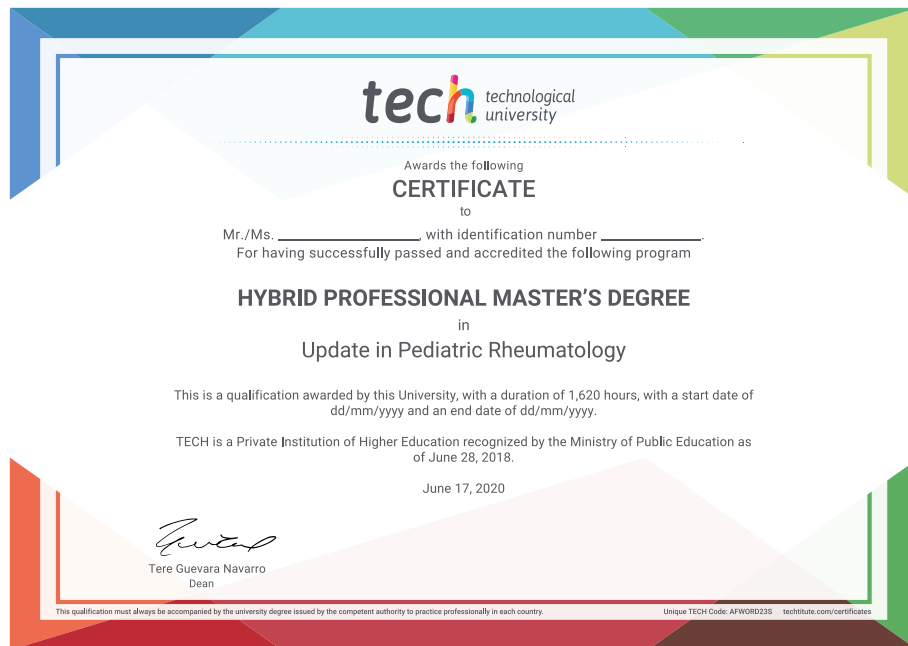 tech technological
university
Awards the following
CERTIFICATE
to
Mr./Ms. ____________________, with identification number ______________.
For having successfully passed and accredited the following program
HYBRID PROFESSIONAL MASTER'S DEGREE
in
Update in Pediatric Rheumatology
This is a qualification awarded by this University, with a duration of 1,620 hours, with a start date of
dd/mm/yyyy and an end date of dd/mm/yyyy.
TECH is a Private Institution of Higher Education recognized by the Ministry of Public Education as
of June 28, 2018.
June 17, 2020
Tere Guevara Navarro
Dean
This qualification must always be accompanied by the university degree issued by the competent authority to practice professionally in each country.
Unique TECH Code: AFWORD23S techtitute.com/certificates